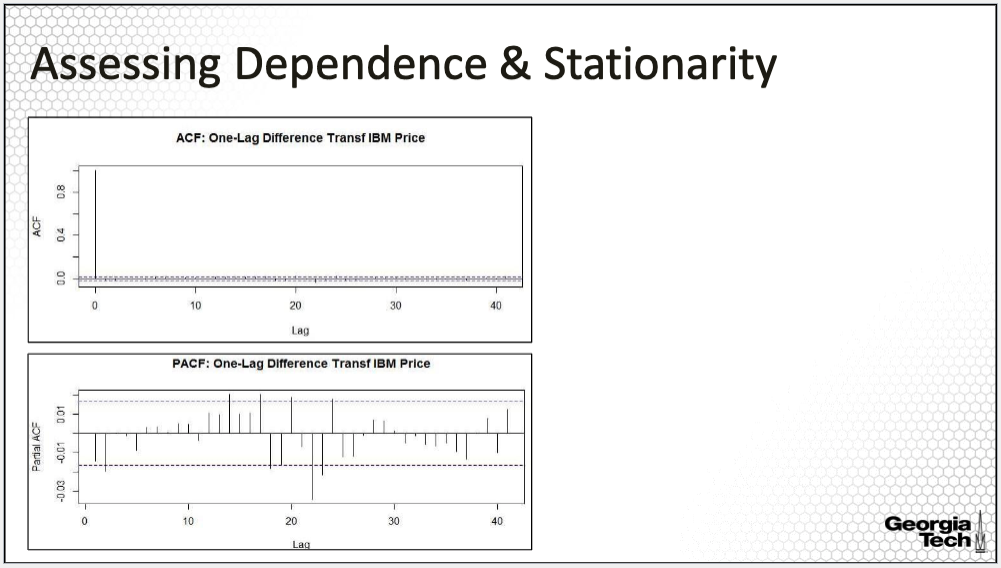 Assessing Dependence & Stationarity
ACF: One-Lag Difference Transf IBM Price
ACF
0.8
0.4
0.0
0 10 20 30 40
Lag
PACF: One-Lag Difference Transf IBM Price
Partial ACF
0.01
-0.01
-0.03
0 10 20 30 40
Lag
Georgia
Tech